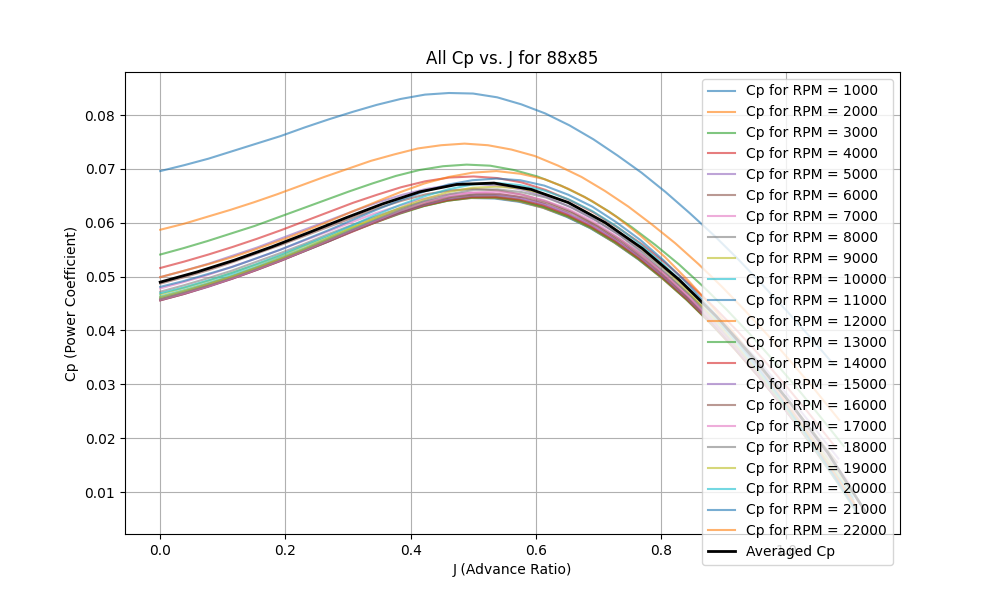 All Cp vs. J for 88x85
Cp (Power Coefficient)
0.08
0.07
0.06
0.05
0.04
0.03
0.02
0.01
0.0
0.2
0.4
0.6
0.8
1.0
J (Advance Ratio)
Cp for RPM = 1000
Cp for RPM = 2000
Cp for RPM = 3000
Cp for RPM = 4000
Cp for RPM = 5000
Cp for RPM = 6000
Cp for RPM = 7000
Cp for RPM = 8000
Cp for RPM = 9000
Cp for RPM = 10000
Cp for RPM = 11000
Cp for RPM = 12000
Cp for RPM = 13000
Cp for RPM = 14000
Cp for RPM = 15000
Cp for RPM = 16000
Cp for RPM = 17000
Cp for RPM = 18000
Cp for RPM = 19000
Cp for RPM = 20000
Cp for RPM = 21000
Cp for RPM = 22000
Averaged Cp